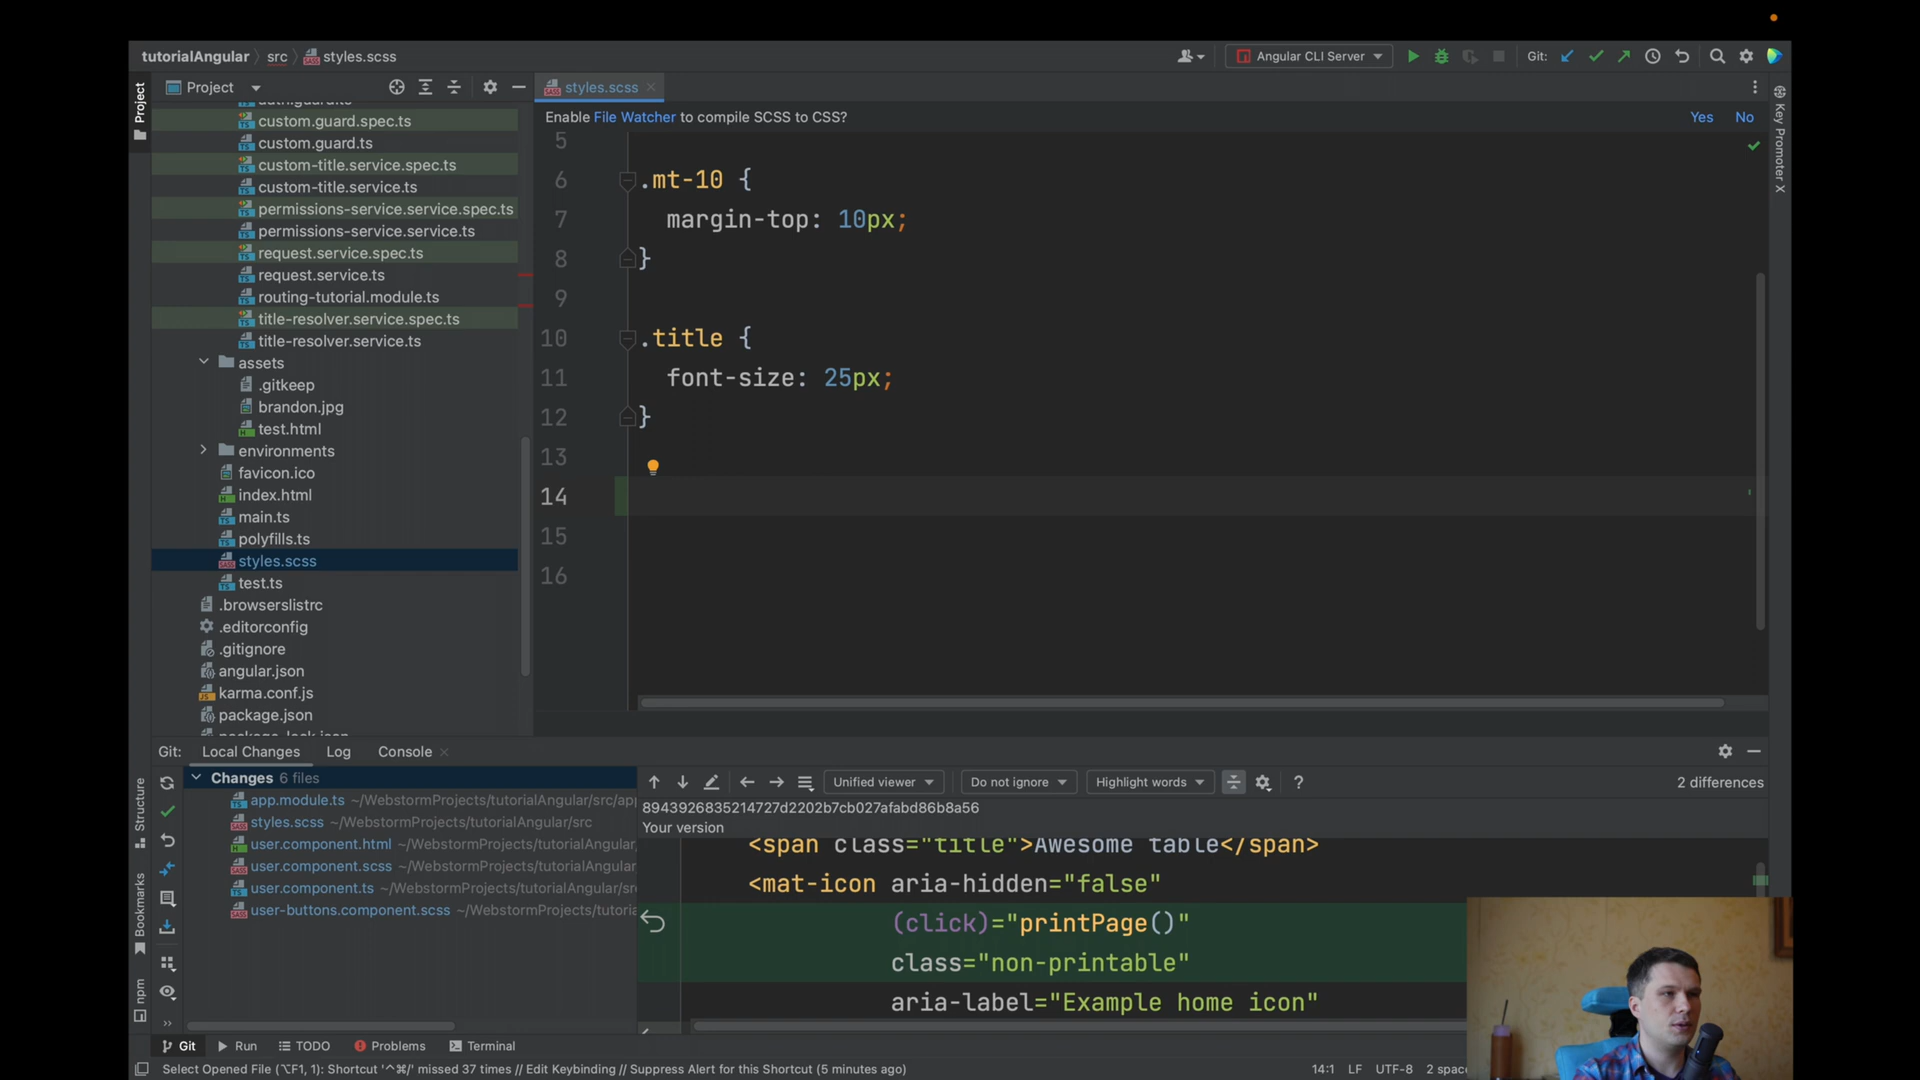 tutorialAngular
src
styles.scss
Angular CLI Server
Git:
Project
styles.scss
Project
Enable File Watcher to compile SCSS to CSS?
Yes
No
Key Promoter X
custom.guard.spec.ts
custom.guard.ts
custom-title.service.spec.ts
custom-title.service.ts
permissions-service.service.spec.ts
permissions-service.service.ts
request.service.spec.ts
request.service.ts
routing-tutorial.module.ts
title-resolver.service.spec.ts
title-resolver.service.ts
assets
.gitkeep
brandon.jpg
test.html
environments
favicon.ico
index.html
main.ts
polyfills.ts
styles.scss
test.ts
.browserslistrc
.editorconfig
.gitignore
angular.json
karma.conf.js
package.json
5
6 .mt-10 {
7 margin-top: 10px;
8 }
9
10 .title {
11 font-size: 25px;
12 }
13
14
15
16
Git:
Local Changes
Log
Console
Changes 6 files
app.module.ts ~/WebstormProjects/tutorialAngular/src/app
styles.scss ~/WebstormProjects/tutorialAngular/src
user.component.html ~/WebstormProjects/tutorialAngular/
user.component.scss ~/WebstormProjects/tutorialAngular/
user.component.ts ~/WebstormProjects/tutorialAngular/src
user-buttons.component.scss ~/WebstormProjects/tutoria
Structure
Bookmarks
npm
Unified viewer
Do not ignore
Highlight words
?
2 differences
8943926835214727d2202b7cb027afabd86b8a56
Your version
<span class="title">Awesome table</span>
<mat-icon aria-hidden="false"
(click)="printPage()"
class="non-printable"
aria-label="Example home icon"
Git
Run
TODO
Problems
Terminal
Select Opened File (⌥F1, 1): Shortcut '^⌘/' missed 37 times // Edit Keybinding // Suppress Alert for this Shortcut (5 minutes ago)
14:1
LF
UTF-8
2 spac